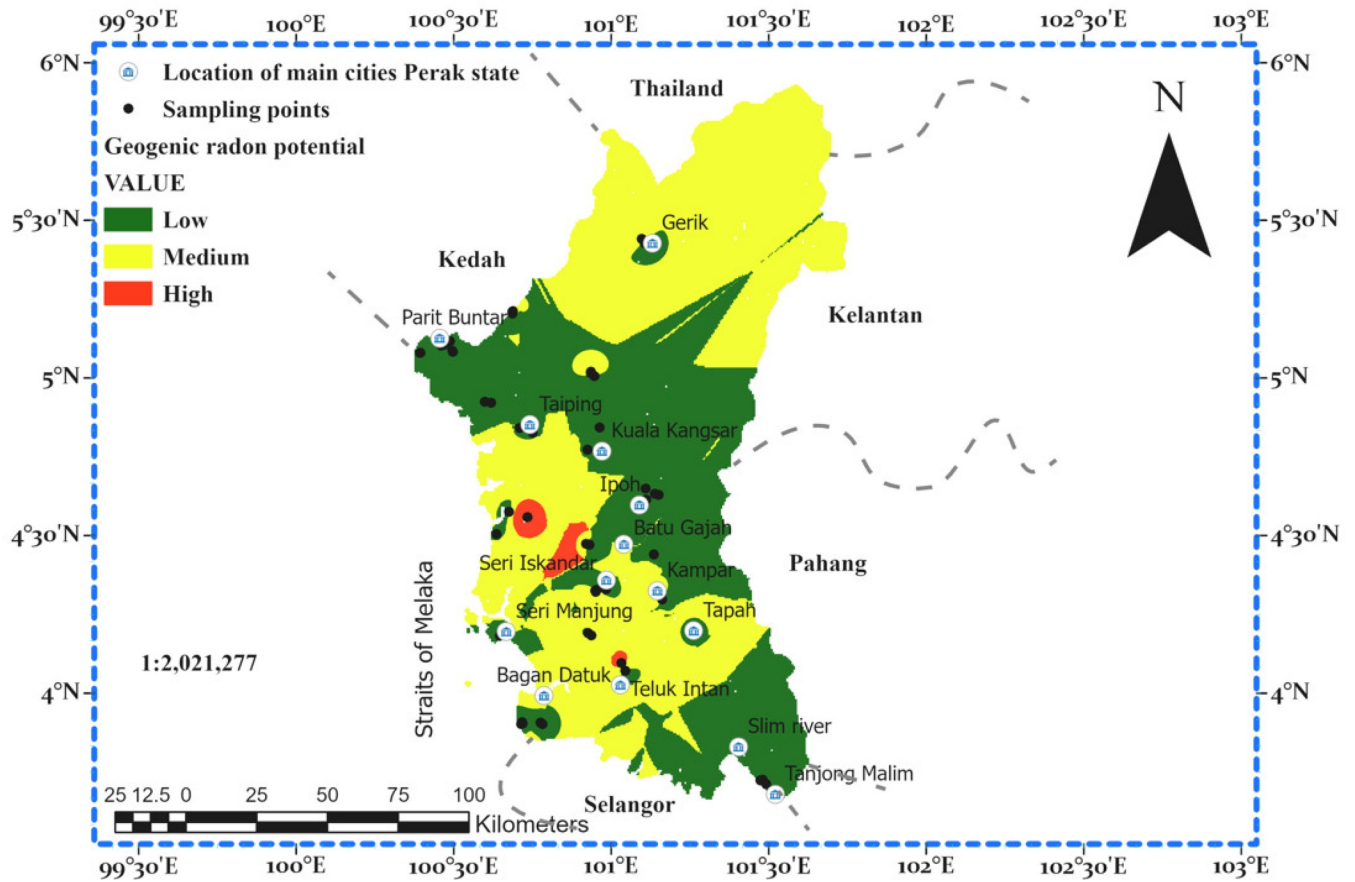 99°30'E 100°E 100°30'E 101°E 101°30'E 102°E 102°30'E 103°E
6°N 6°N
Location of main cities Perak state
Sampling points
Geogenic radon potential
VALUE
Low
Medium
High
Thailand
N
5°30'N 5°30'N
Gerik
Kedah
Kelantan
Parit Buntar
5°N 5°N
Taiping
Kuala Kangsar
Ipoh
4°30'N 4°30'N
Batu Gajah
Seri Iskandar
Kampar
Pahang
Seri Manjung
Tapah
Straits of Melaka
1:2,021,277
Bagan Datuk
Teluk Intan
4°N 4°N
Slim river
Tanjong Malim
Selangor
25 12.5 0 25 50 75 100
Kilometers
99°30'E 100°E 100°30'E 101°E 101°30'E 102°E 102°30'E 103°E